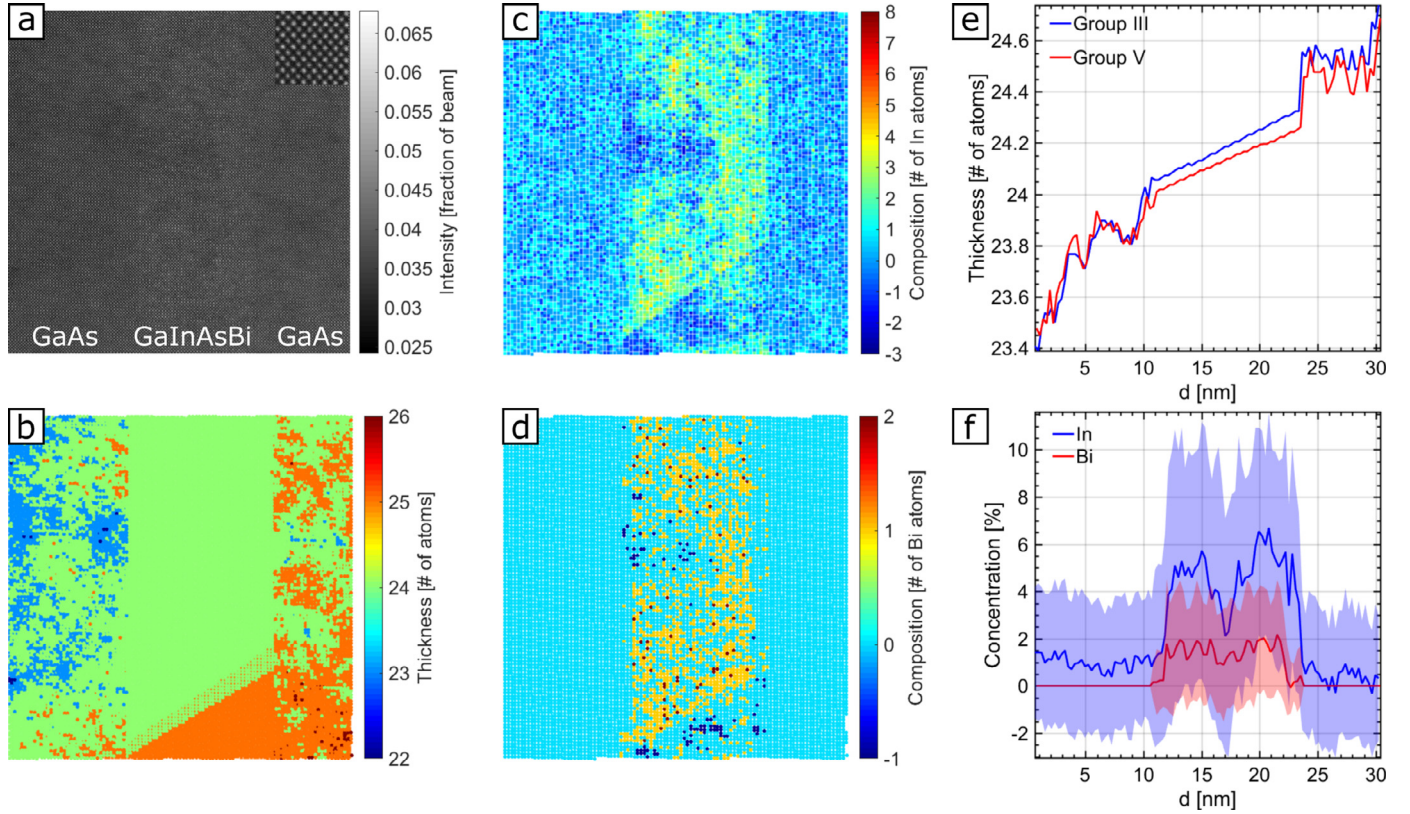 a
GaAs GaInAsBi GaAs
0.065
0.06
0.055
0.05
0.045
0.04
0.035
0.03
0.025
Intensity [fraction of beam]
c
8
7
6
5
4
3
2
1
0
-1
-2
-3
Composition [# of In atoms]
e
Group III
Group V
24.6
24.4
24.2
24
23.8
23.6
23.4
Thickness [# of atoms]
5 10 15 20 25 30
d [nm]
b
26
25
24
23
22
Thickness [# of atoms]
d
2
1
0
-1
Composition [# of Bi atoms]
f
In
Bi
10
8
6
4
2
0
-2
Concentration [%]
5 10 15 20 25 30
d [nm]